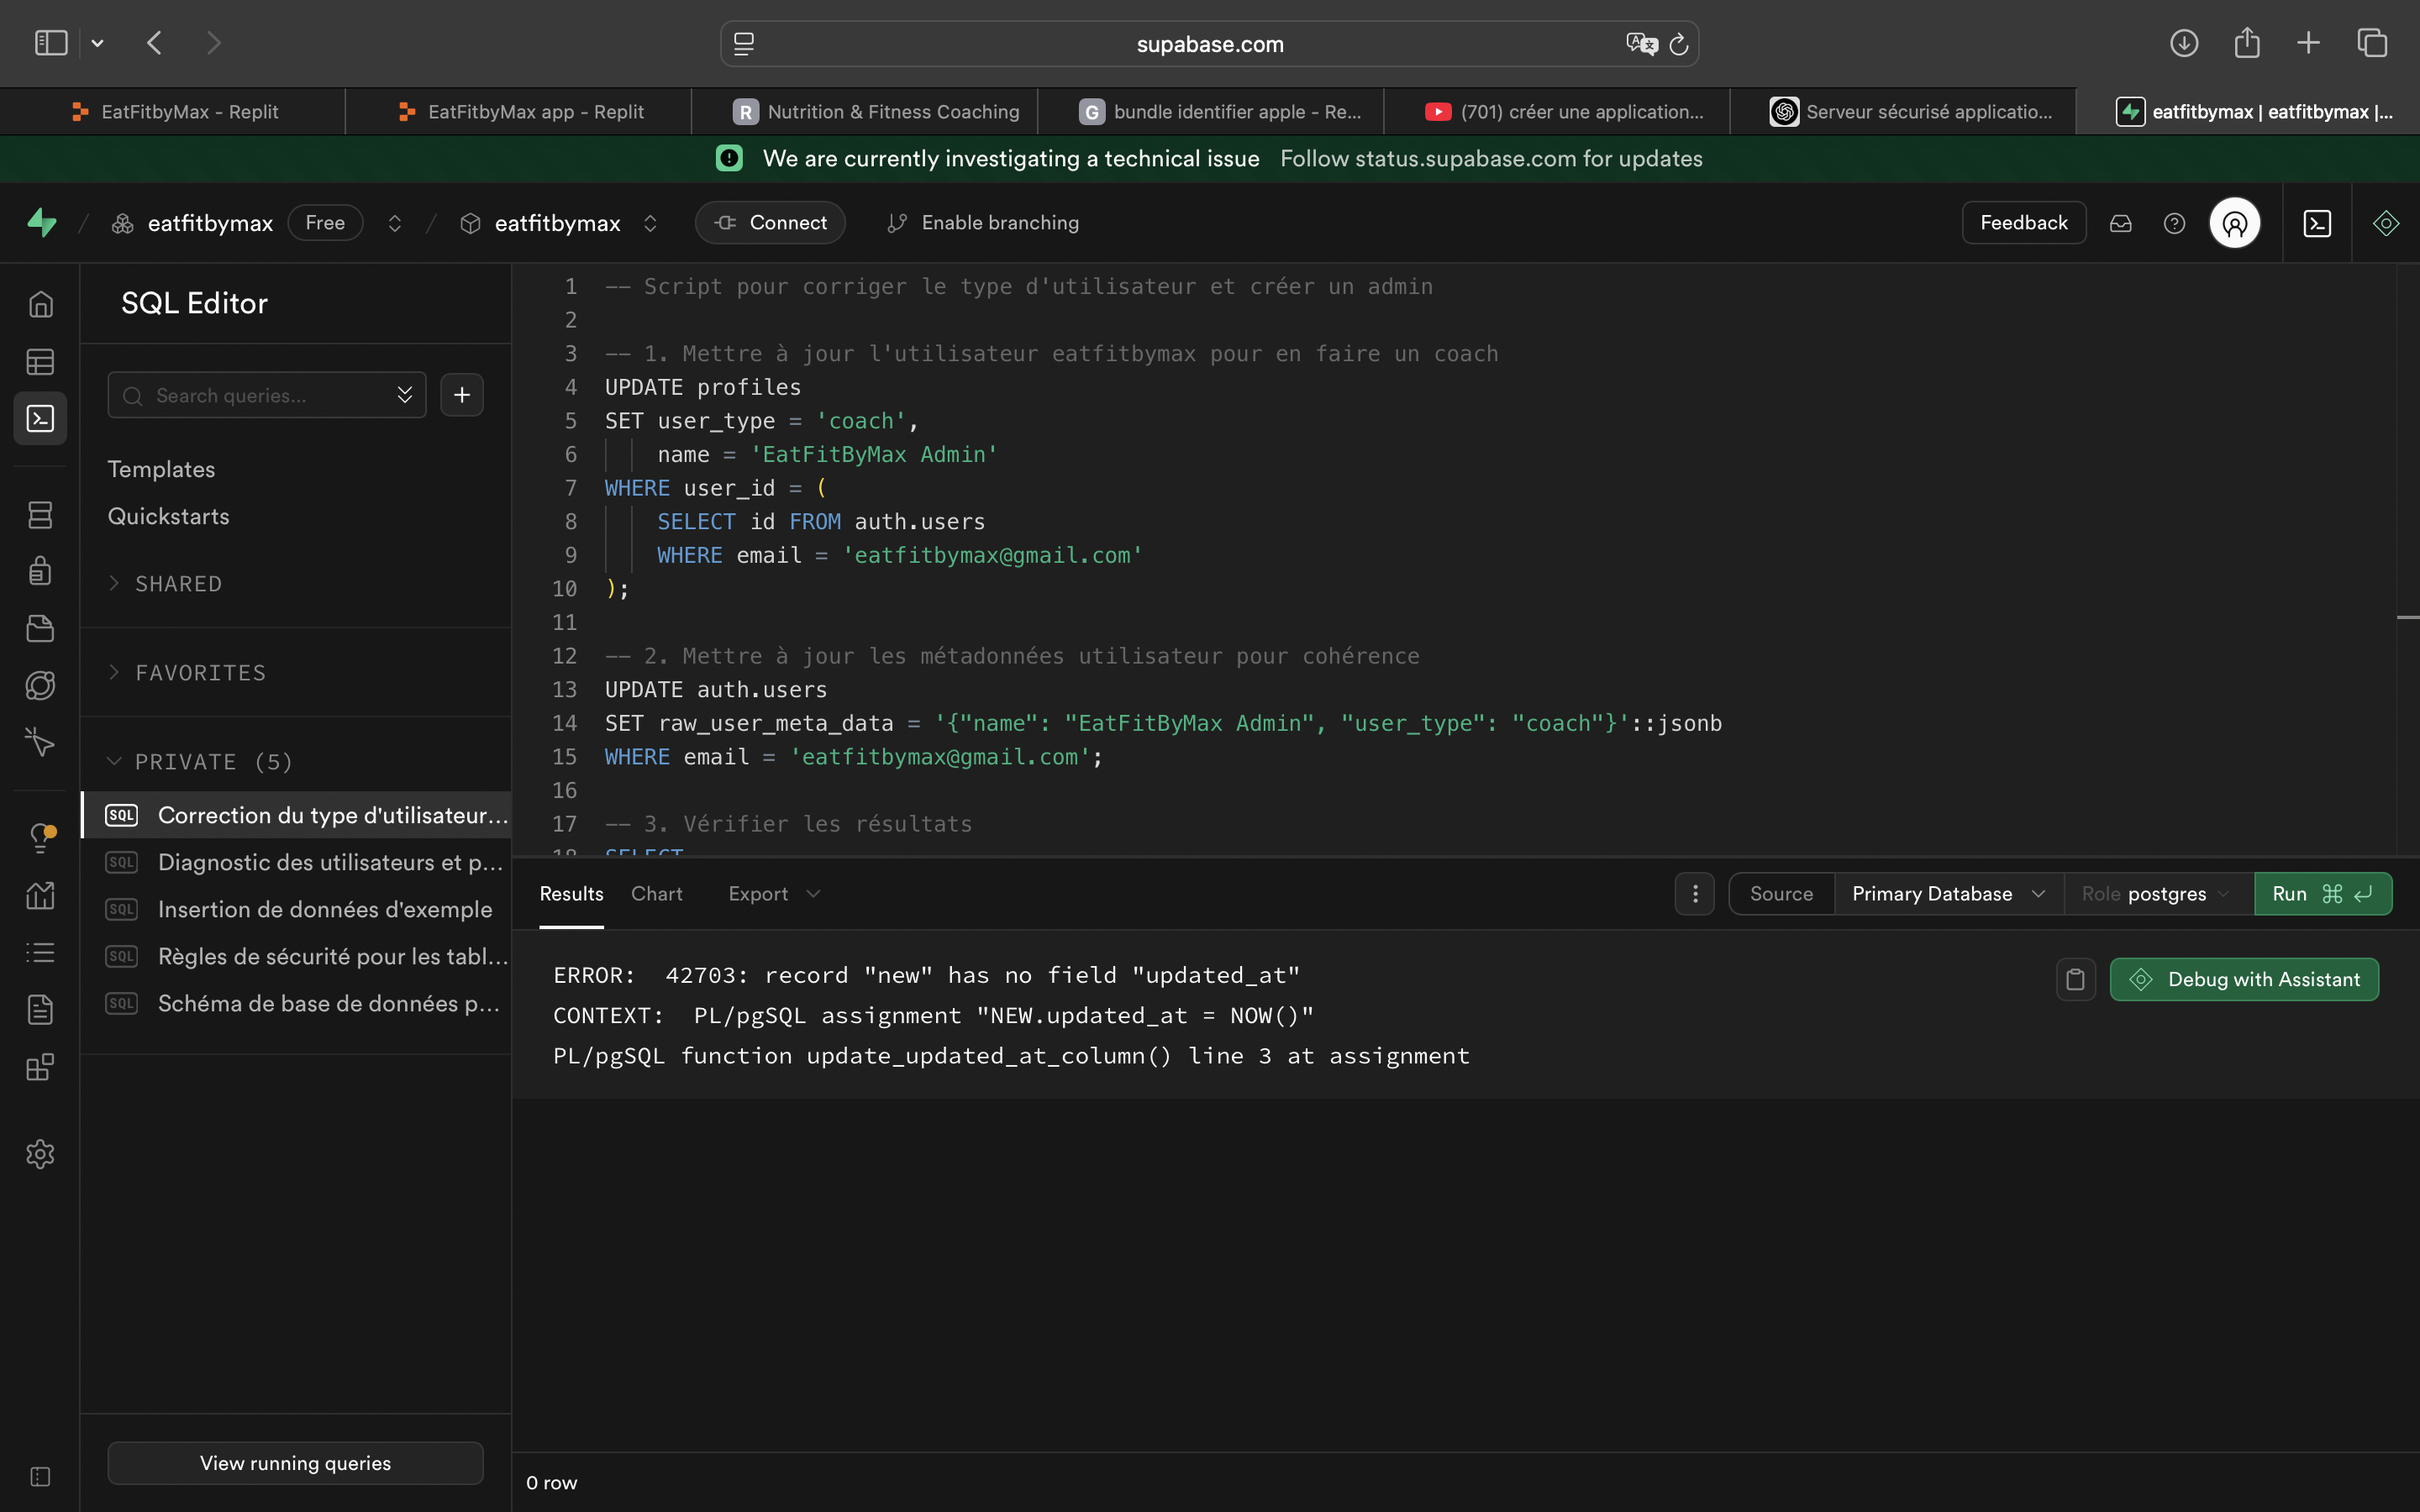 supabase.com
EatFitbyMax - Replit
EatFitbyMax app - Replit
R Nutrition & Fitness Coaching
G bundle identifier apple - Re...
(701) créer une application...
Serveur sécurisé applicatio...
eatfitbymax | eatfitbymax |...
We are currently investigating a technical issue Follow status.supabase.com for updates
/ eatfitbymax Free / eatfitbymax Connect Enable branching Feedback
SQL Editor
Search queries...
Templates
Quickstarts
SHARED
FAVORITES
PRIVATE (5)
SQL Correction du type d'utilisateur...
SQL Diagnostic des utilisateurs et p...
SQL Insertion de données d'exemple
SQL Règles de sécurité pour les tabl...
SQL Schéma de base de données p...
View running queries
1 -- Script pour corriger le type d'utilisateur et créer un admin
2
3 -- 1. Mettre à jour l'utilisateur eatfitbymax pour en faire un coach
4 UPDATE profiles
5 SET user_type = 'coach',
6 name = 'EatFitByMax Admin'
7 WHERE user_id = (
8 SELECT id FROM auth.users
9 WHERE email = 'eatfitbymax@gmail.com'
10 );
11
12 -- 2. Mettre à jour les métadonnées utilisateur pour cohérence
13 UPDATE auth.users
14 SET raw_user_meta_data = '{"name": "EatFitByMax Admin", "user_type": "coach"}'::jsonb
15 WHERE email = 'eatfitbymax@gmail.com';
16
17 -- 3. Vérifier les résultats
18 SELECT
Results Chart Export Source Primary Database Role postgres Run ⌘ ↵
ERROR: 42703: record "new" has no field "updated_at"
CONTEXT: PL/pgSQL assignment "NEW.updated_at = NOW()"
PL/pgSQL function update_updated_at_column() line 3 at assignment
Debug with Assistant
0 row